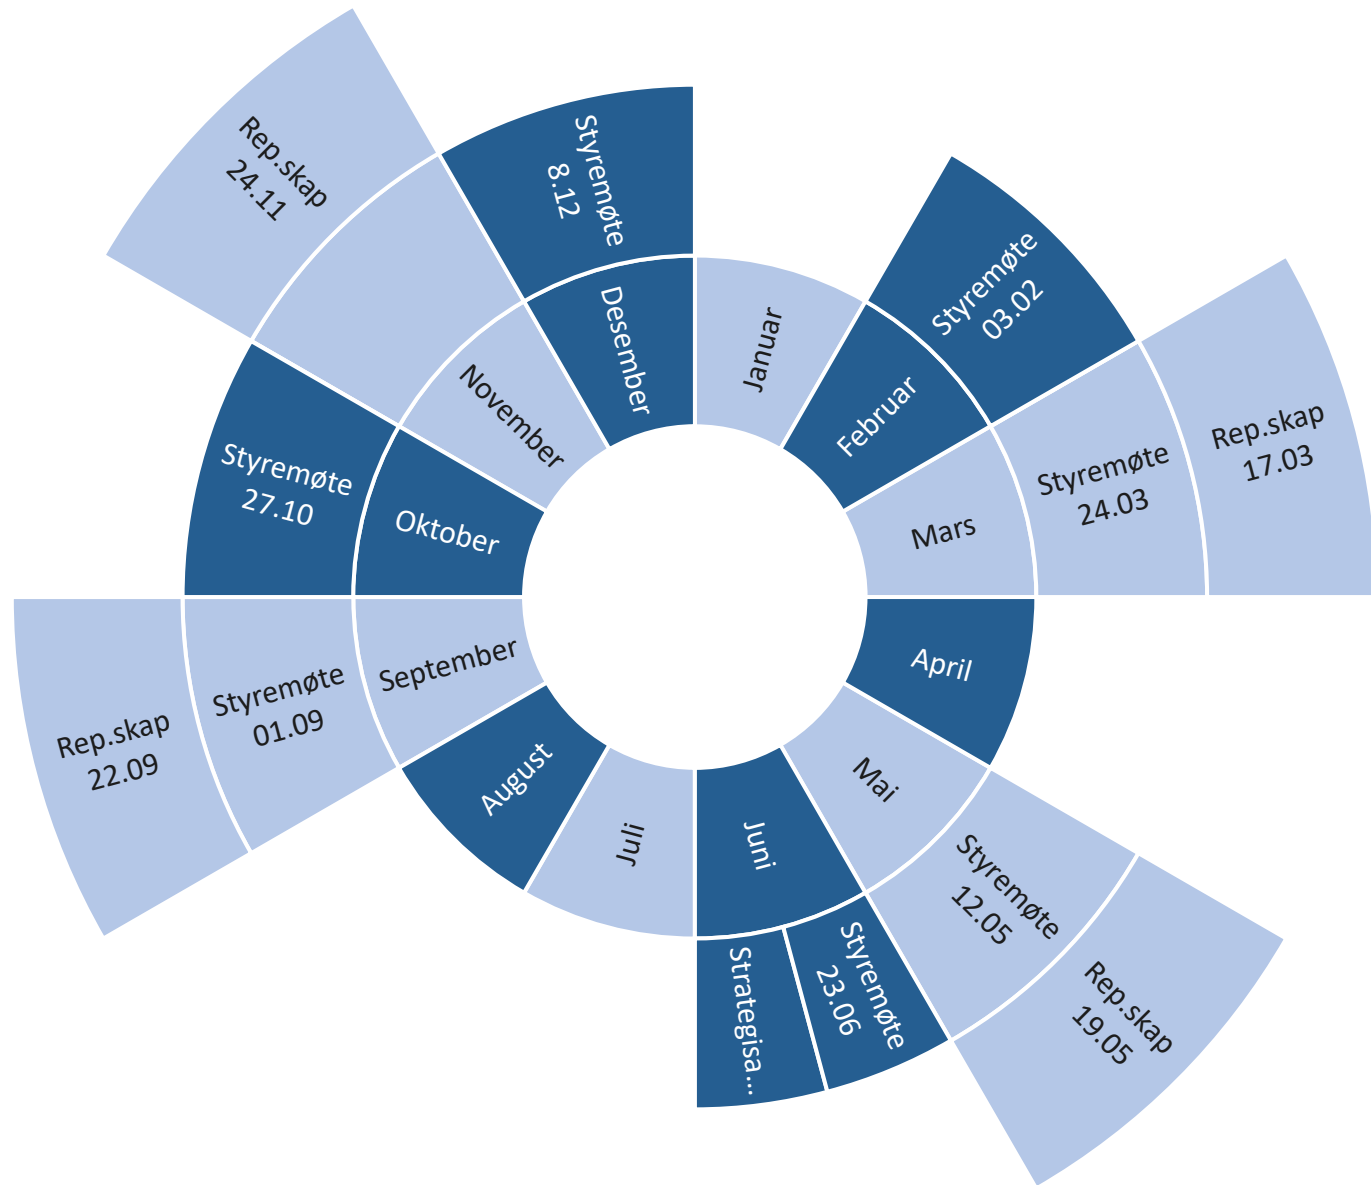 Januar
Februar
Styremøte
03.02
Mars
Styremøte
24.03
Rep.skap
17.03
April
Mai
Styremøte
12.05
Rep.skap
19.05
Juni
Styremøte
23.06
Strategisa...
Juli
August
September
Styremøte
01.09
Rep.skap
22.09
Oktober
Styremøte
27.10
November
Rep.skap
24.11
Desember
Styremøte
8.12